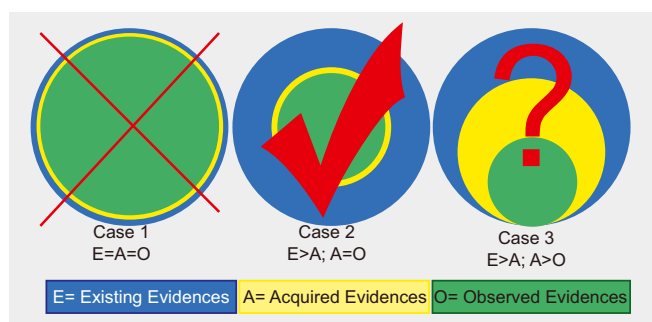 ?
Case 1
E=A=O
Case 2
E>A; A=O
Case 3
E>A; A>O
E= Existing Evidences
A= Acquired Evidences
O= Observed Evidences